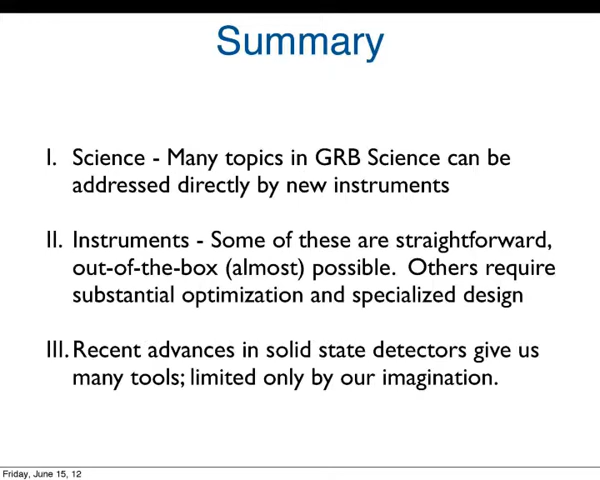 Summary
I. Science - Many topics in GRB Science can be
addressed directly by new instruments
II. Instruments - Some of these are straightforward,
out-of-the-box (almost) possible.  Others require
substantial optimization and specialized design
III. Recent advances in solid state detectors give us
many tools; limited only by our imagination.
Friday, June 15, 12